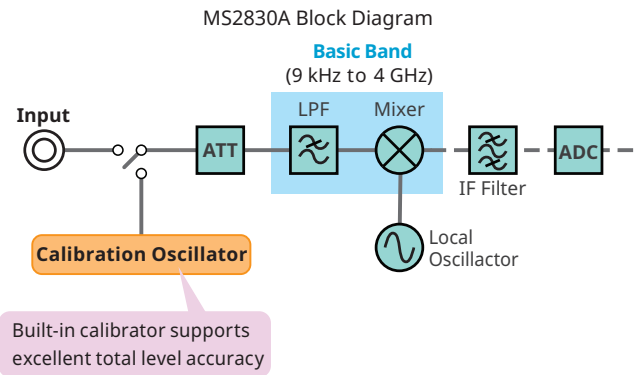 MS2830A Block Diagram
Basic Band
(9 kHz to 4 GHz)
LPF
Mixer
Input
ATT
ADC
IF Filter
Local
Oscillactor
Calibration Oscillator
Built-in calibrator supports
excellent total level accuracy